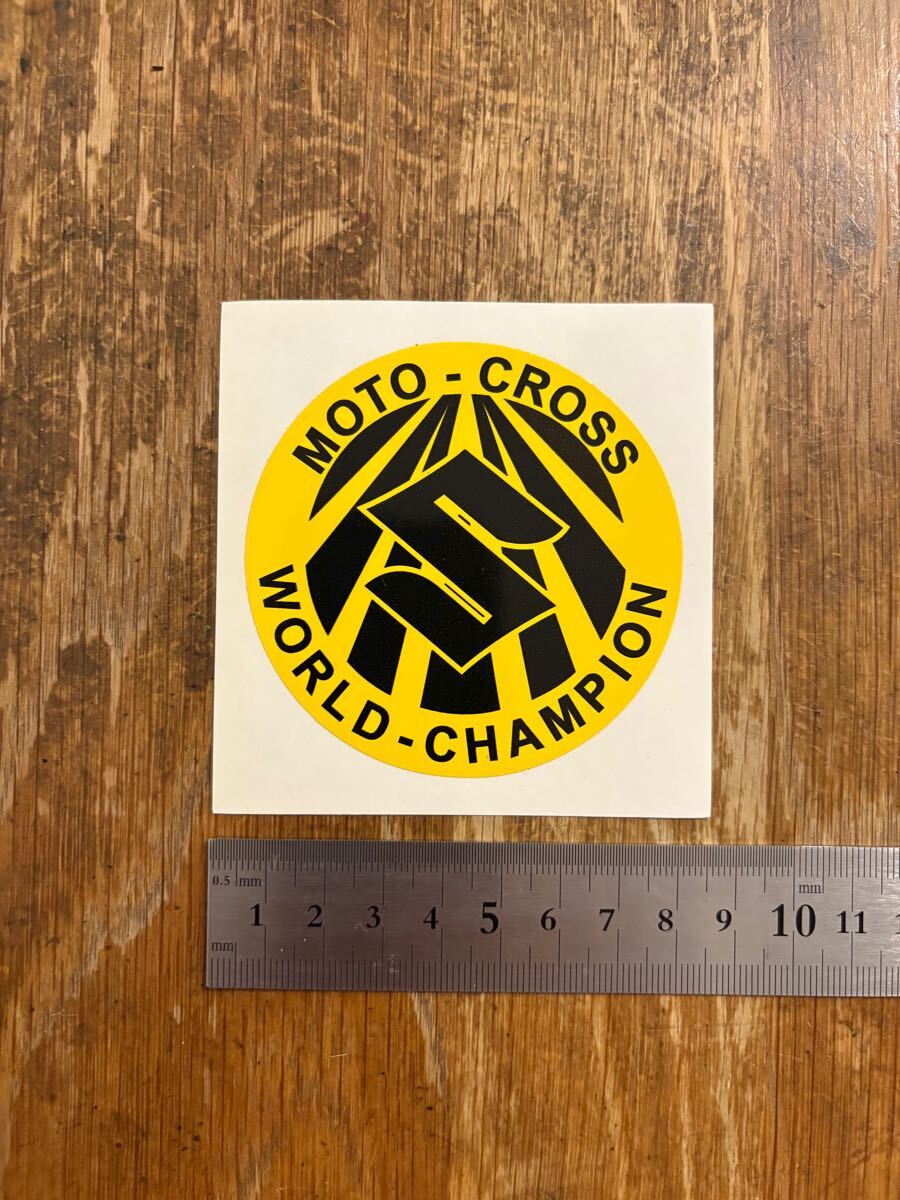 MOTO - CROSS
WORLD - CHAMPION
0.5 mm
mm
1 2 3 4 5 6 7 8 9 10 11
mm